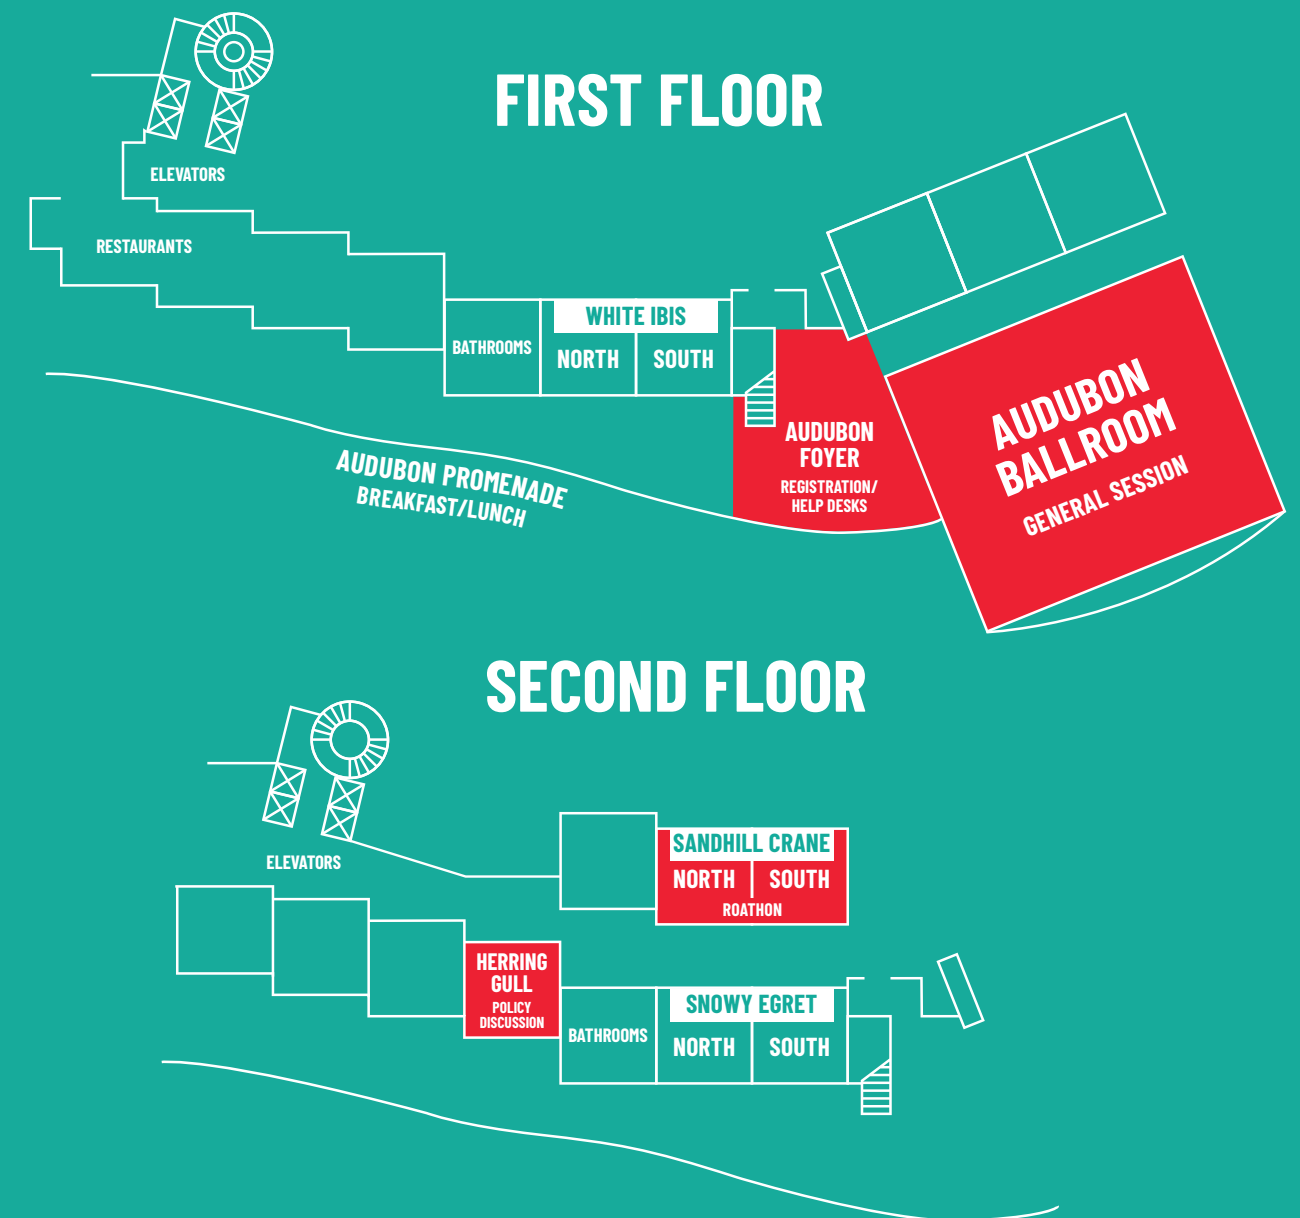 FIRST FLOOR
ELEVATORS
RESTAURANTS
WHITE IBIS
BATHROOMS
NORTH
SOUTH
AUDUBON
FOYER
REGISTRATION/
HELP DESKS
AUDUBON
BALLROOM
GENERAL SESSION
AUDUBON PROMENADE
BREAKFAST/LUNCH
SECOND FLOOR
ELEVATORS
SANDHILL CRANE
NORTH
SOUTH
ROATHON
HERRING
GULL
POLICY
DISCUSSION
BATHROOMS
SNOWY EGRET
NORTH
SOUTH